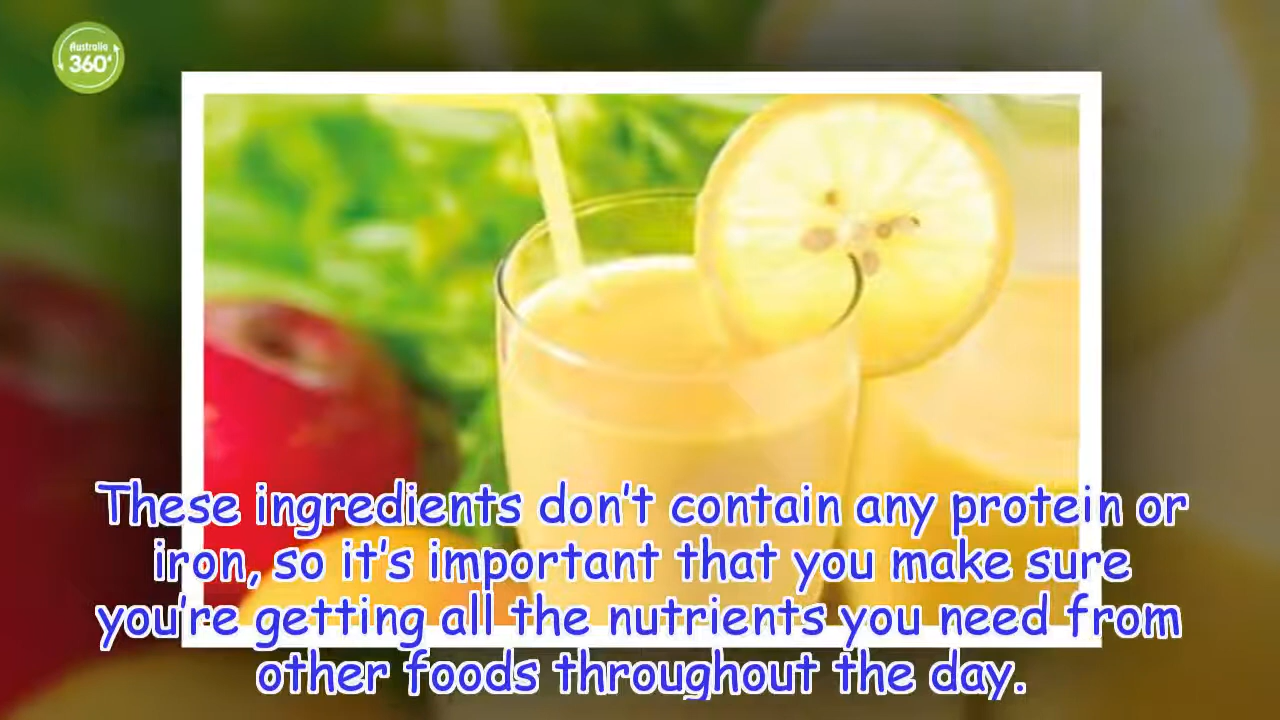 Australia
360°
These ingredients don't contain any protein or
iron, so it's important that you make sure
you're getting all the nutrients you need from
other foods throughout the day.